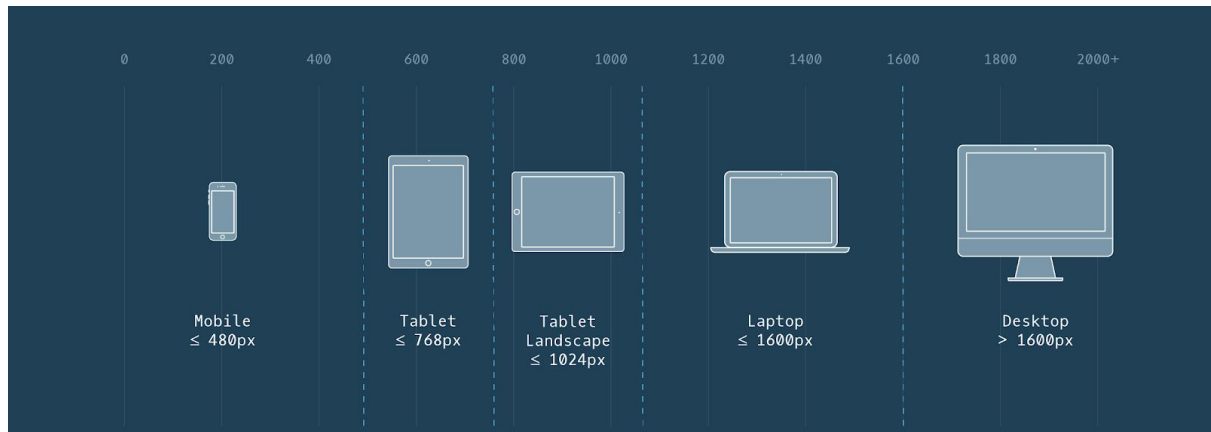 0 200 400 600 800 1000 1200 1400 1600 1800 2000+
Mobile
≤ 480px
Tablet
≤ 768px
Tablet
Landscape
≤ 1024px
Laptop
≤ 1600px
Desktop
> 1600px